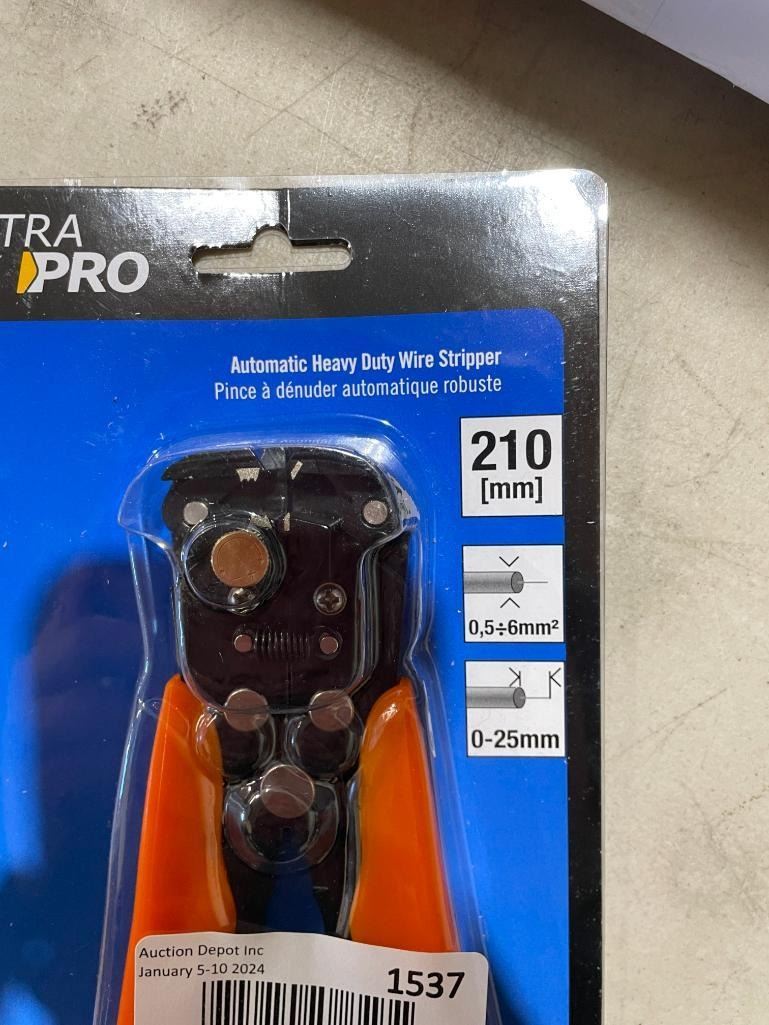 TRA
PRO
Automatic Heavy Duty Wire Stripper
Pince à dénuder automatique robuste
210
[mm]
0,5÷6mm²
0-25mm
Auction Depot Inc
January 5-10 2024
1537